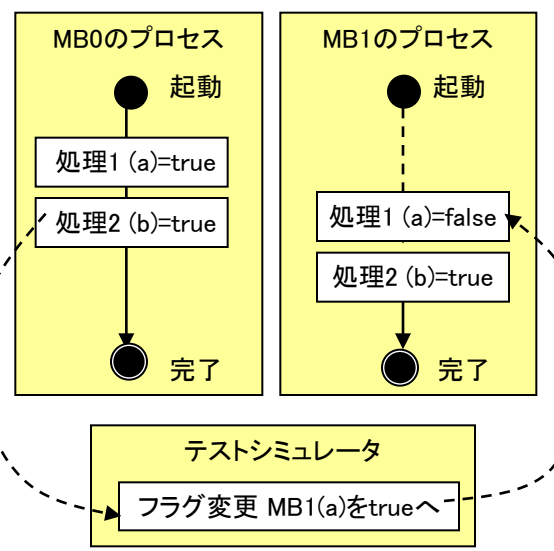 MB0のプロセス
起動
処理1 (a)=true
処理2 (b)=true
完了
MB1のプロセス
起動
処理1 (a)=false
処理2 (b)=true
完了
テストシミュレータ
フラグ変更 MB1(a)をtrueへ